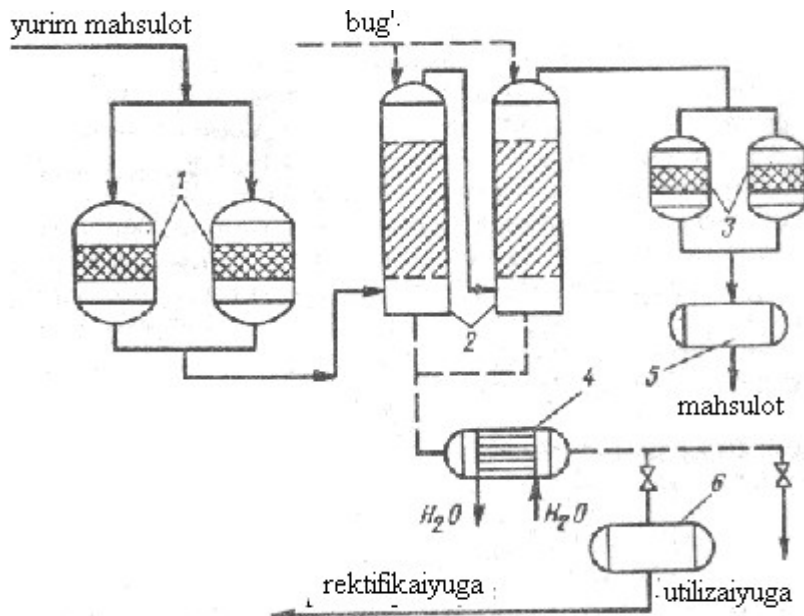 yurim mahsulot
bug'
1
2
3
4
5
mahsulot
H₂O
H₂O
6
rektifikaiyuga
utilizaiyuga